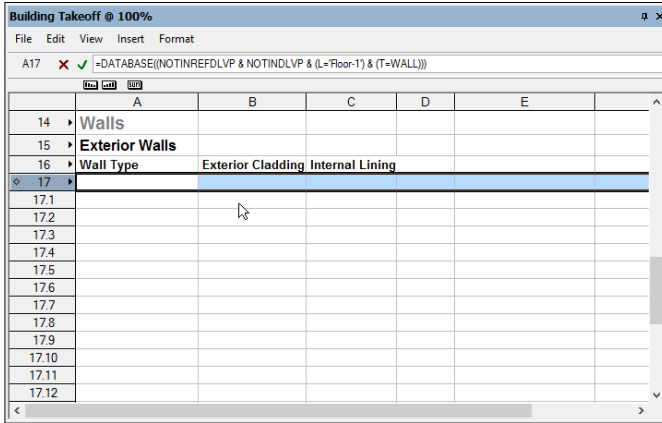 Building Takeoff @ 100%
File Edit View Insert Format
A17 =DATABASE((NOTINREFDLVP & NOTINDLVP & (L='Floor-1') & (T=WALL)))
SUM
A B C D E
14 Walls
15 Exterior Walls
16 Wall Type Exterior Cladding Internal Lining
17
17.1
17.2
17.3
17.4
17.5
17.6
17.7
17.8
17.9
17.10
17.11
17.12